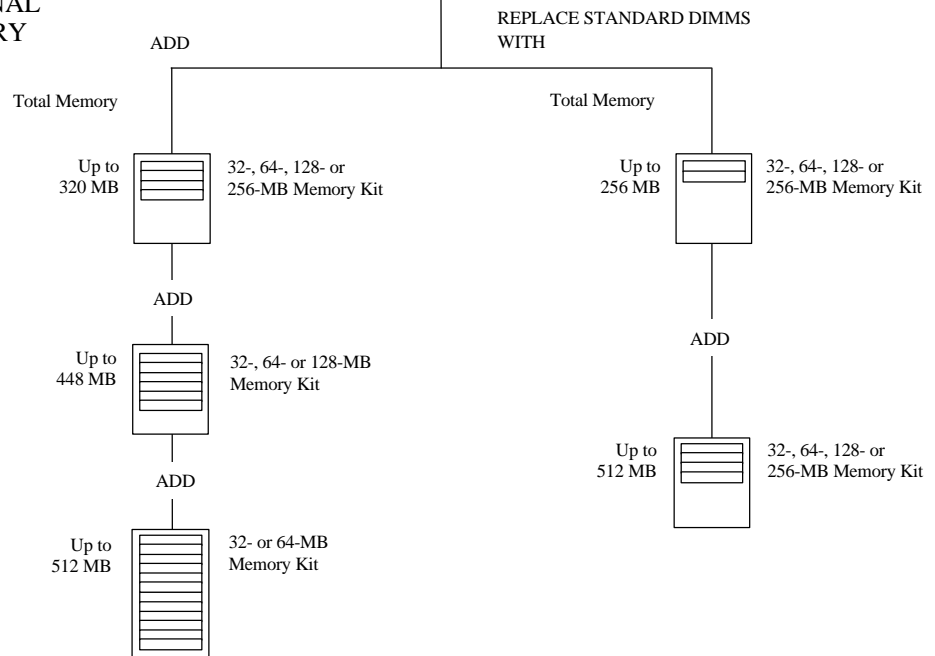 NAL
RY
ADD
REPLACE STANDARD DIMMS
WITH
Total Memory
Up to
320 MB
32-, 64-, 128- or
256-MB Memory Kit
ADD
Up to
448 MB
32-, 64- or 128-MB
Memory Kit
ADD
Up to
512 MB
32- or 64-MB
Memory Kit
Total Memory
Up to
256 MB
32-, 64-, 128- or
256-MB Memory Kit
ADD
Up to
512 MB
32-, 64-, 128- or
256-MB Memory Kit